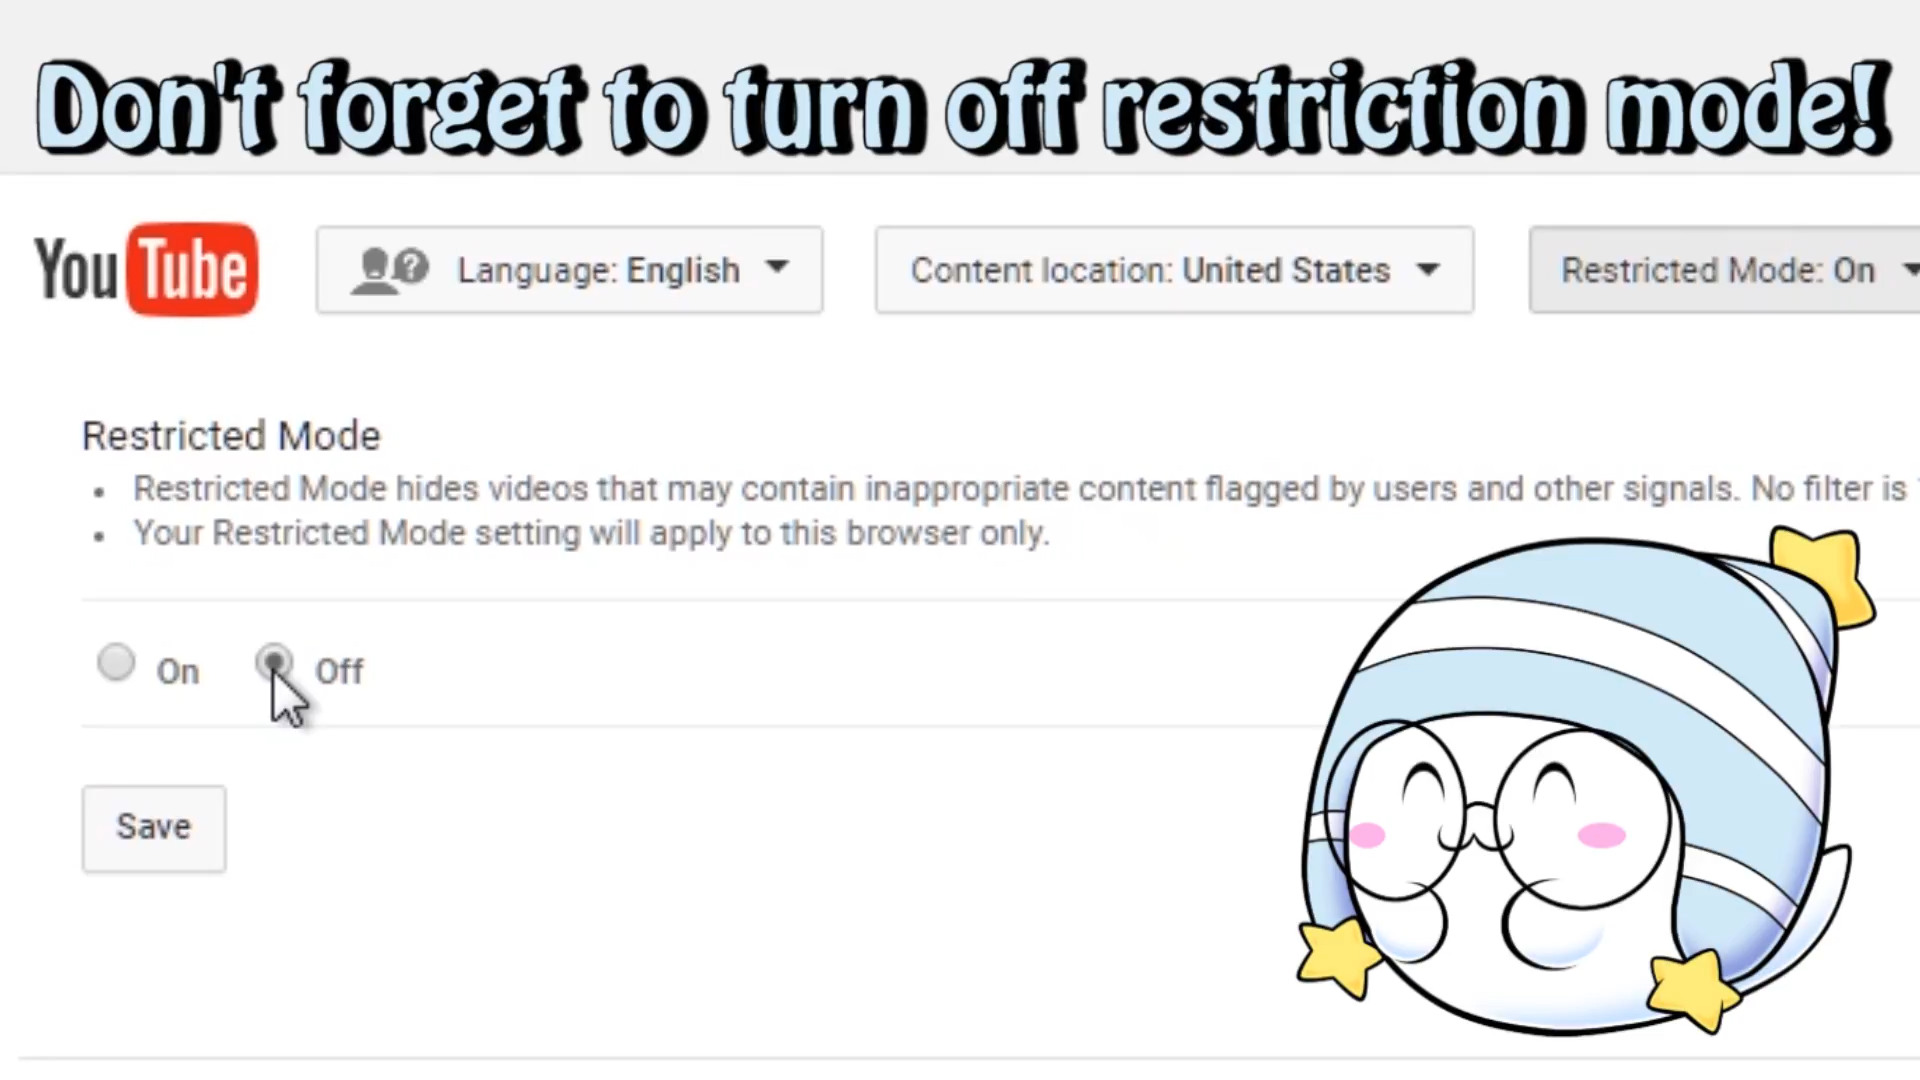 Don't forget to turn off restriction mode!
YouTube Language: English Content location: United States Restricted Mode: On
Restricted Mode
Restricted Mode hides videos that may contain inappropriate content flagged by users and other signals. No filter is
Your Restricted Mode setting will apply to this browser only.
On Off
Save